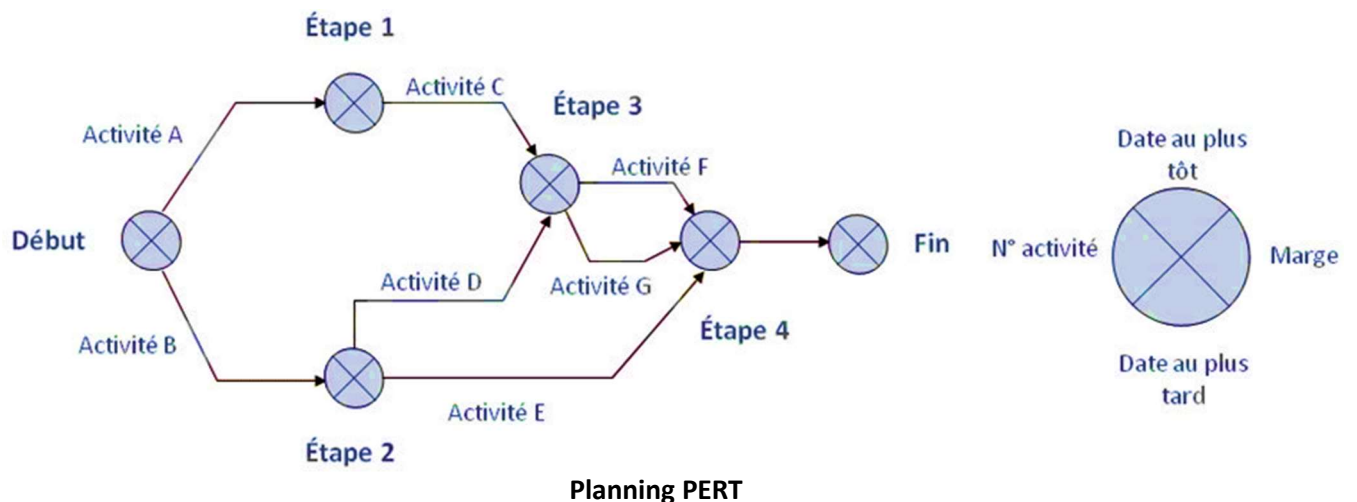 Étape 1
Activité C
Étape 3
Activité A
Date au plus
tôt
Activité F
Début
Fin
N° activité
Marge
Activité D
Activité G
Étape 4
Activité B
Date au plus
tard
Activité E
Étape 2
Planning PERT